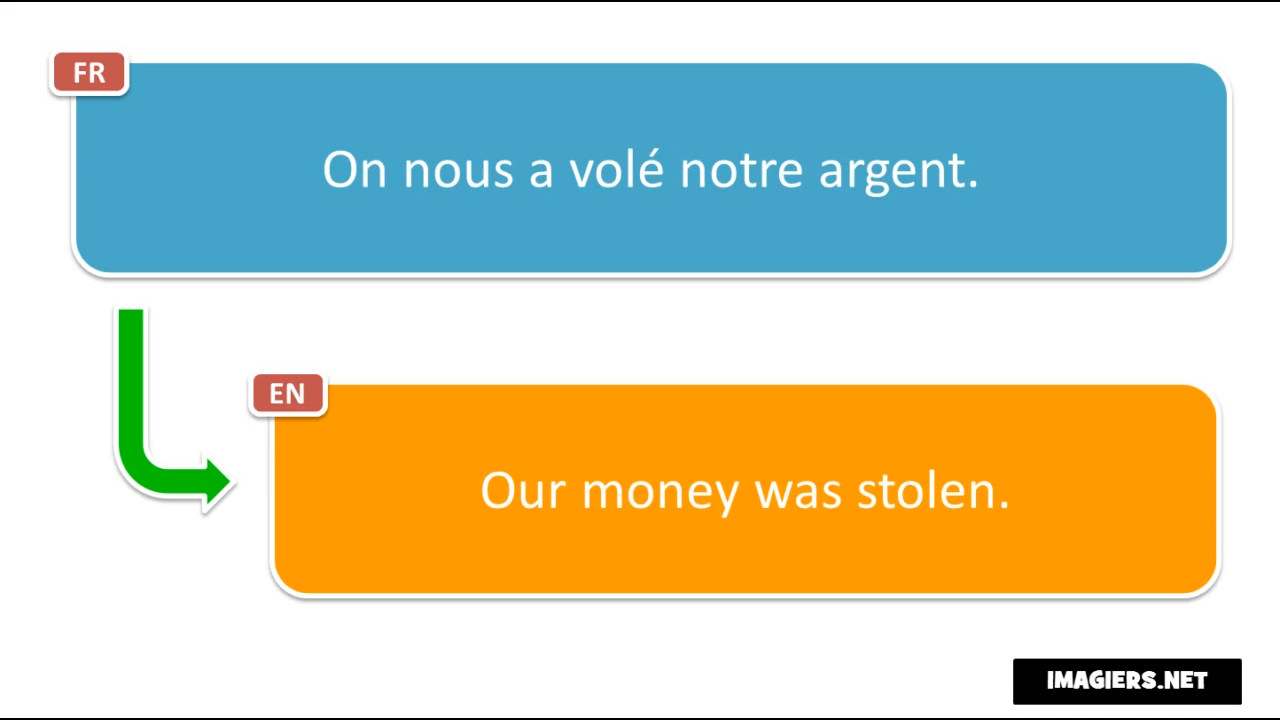 FR
On nous a volé notre argent.
EN
Our money was stolen.
IMAGIERS.NET